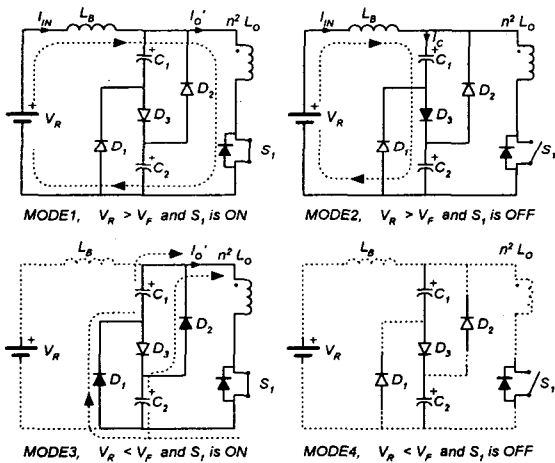 I_IN L_B I_O' n² L_O
C_1
D_2
V_R D_3
D_1 S_1
C_2
MODE1, V_R > V_F and S_1 is ON
I_IN L_B n² L_O
I_C
C_1
D_2
V_R D_3
D_1 S_1
C_2
MODE2, V_R > V_F and S_1 is OFF
L_B I_O' n² L_O
C_1
D_2
V_R D_3
D_1 S_1
C_2
MODE3, V_R < V_F and S_1 is ON
L_B n² L_O
C_1
D_2
V_R D_3
D_1 S_1
C_2
MODE4, V_R < V_F and S_1 is OFF